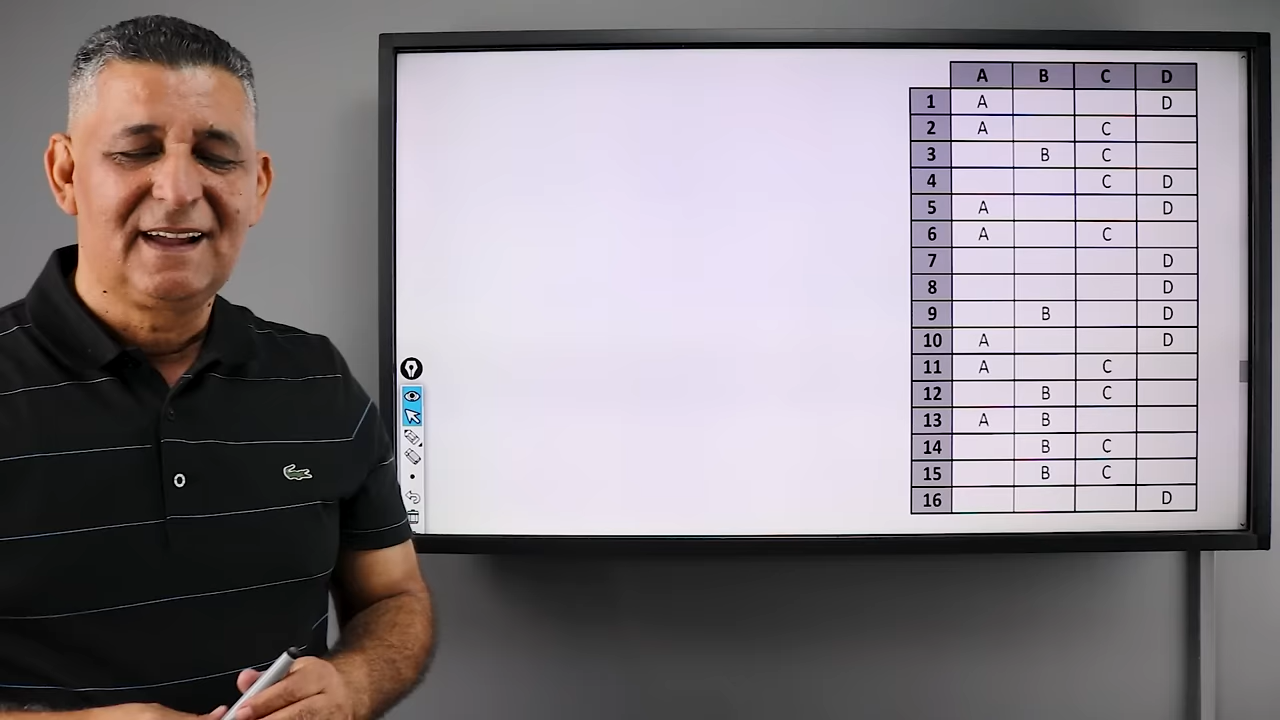 A B C D
1 A D
2 A C
3 B C
4 C D
5 A D
6 A C
7 D
8 D
9 B D
10 A D
11 A C
12 B C
13 A B
14 B C
15 B C
16 D